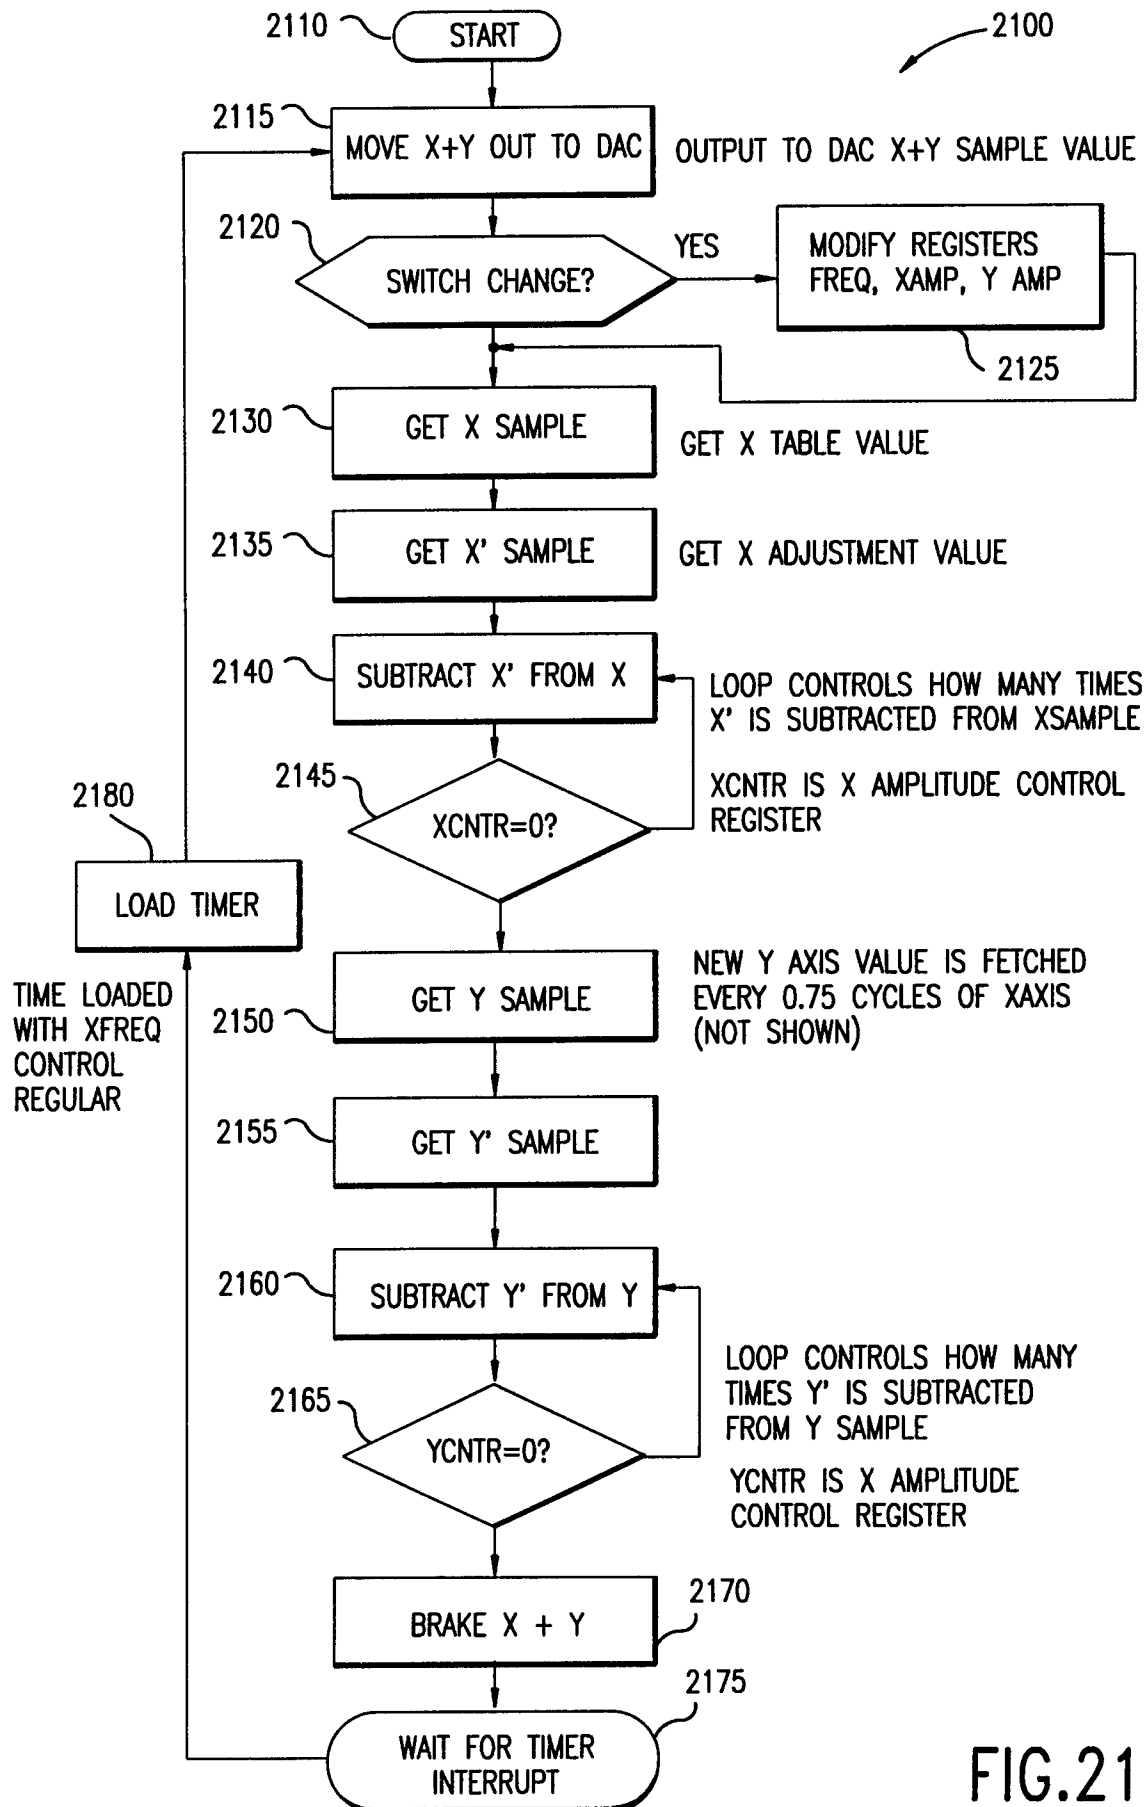 2110
START
2100
2115
MOVE X+Y OUT TO DAC
OUTPUT TO DAC X+Y SAMPLE VALUE
2120
SWITCH CHANGE?
YES
MODIFY REGISTERS
FREQ, XAMP, Y AMP
2125
2130
GET X SAMPLE
GET X TABLE VALUE
2135
GET X' SAMPLE
GET X ADJUSTMENT VALUE
2140
SUBTRACT X' FROM X
LOOP CONTROLS HOW MANY TIMES
X' IS SUBTRACTED FROM XSAMPLE
2145
XCNTR=0?
XCNTR IS X AMPLITUDE CONTROL
REGISTER
2180
LOAD TIMER
TIME LOADED
WITH XFREQ
CONTROL
REGULAR
2150
GET Y SAMPLE
NEW Y AXIS VALUE IS FETCHED
EVERY 0.75 CYCLES OF XAXIS
(NOT SHOWN)
2155
GET Y' SAMPLE
2160
SUBTRACT Y' FROM Y
LOOP CONTROLS HOW MANY
TIMES Y' IS SUBTRACTED
FROM Y SAMPLE
2165
YCNTR=0?
YCNTR IS X AMPLITUDE
CONTROL REGISTER
BRAKE X + Y
2170
2175
WAIT FOR TIMER
INTERRUPT
FIG.21